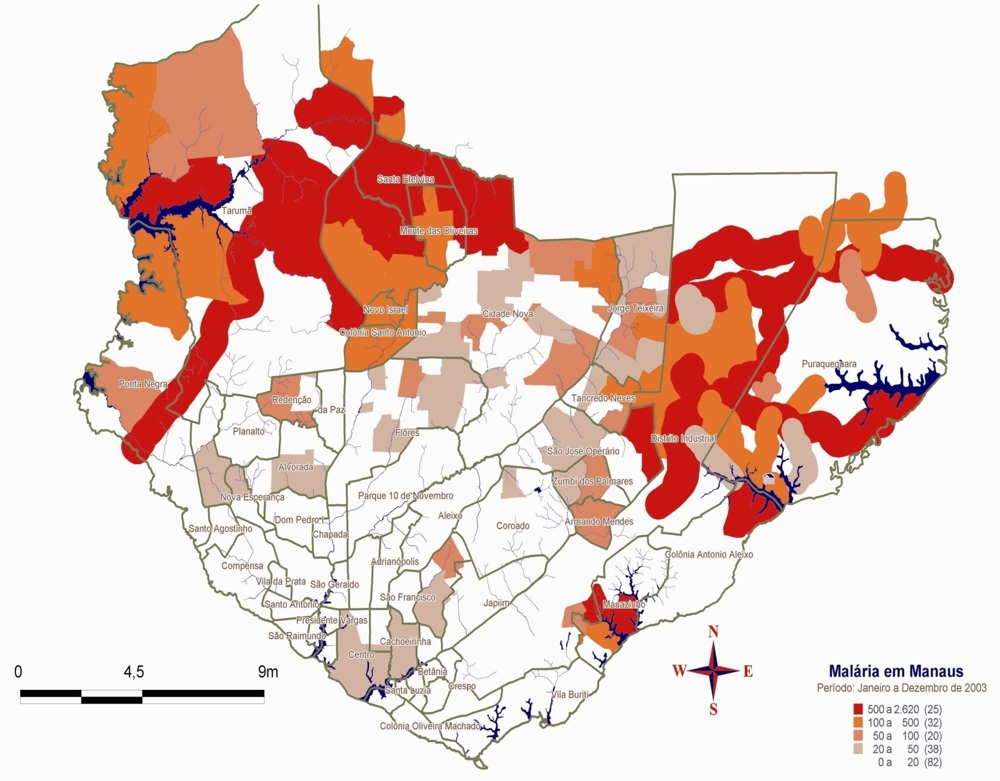 Santa Etelvina
Tarumã
Monte das Oliveiras
Novo Israel
Cidade Nova
Jorge Teixeira
Colônia Santo Antonio
Puraquequara
Ponta Negra
Redenção
da Paz
Tancredo Neves
Planalto
Flôres
Distrito Industrial
São José Operário
Alvorada
Zumbí dos Palmares
Nova Esperança
Parque 10 de Novembro
Aleixo
Dom Pedro I
Coroado
Armando Mendes
Santo Agostinho
Chapada
Colônia Antonio Aleixo
Compensa
Adrianópolis
Vila da Prata
São Geraldo
São Francisco
Japiim
Mauazinho
Santo Antonio
Presidente Vargas
São Raimundo
Cachoeirinha
Centro
Betânia
Santa Luzia
Crespo
Vila Buriti
Colônia Oliveira Machado
0 4,5 9m
N
W E
S
Malária em Manaus
Período: Janeiro a Dezembro de 2003
500 a 2.620 (25)
100 a 500 (32)
50 a 100 (20)
20 a 50 (38)
0 a 20 (82)